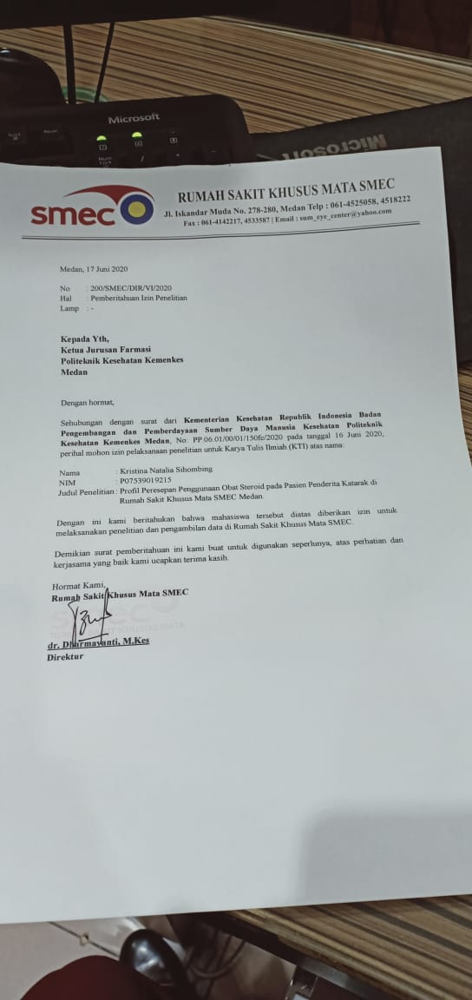 Microsoft
Microsoft
smec
RUMAH SAKIT KHUSUS MATA SMEC
Jl. Iskandar Muda No. 278-280, Medan Telp : 061-4525058, 4518222
Fax : 061-4142217, 4533587 | Email : sum_eye_center@yahoo.com
Medan, 17 Juni 2020
No : 200/SMEC/DIR/VI/2020
Hal : Pemberitahuan Izin Penelitian
Lamp : -
Kepada Yth,
Ketua Jurusan Farmasi
Politeknik Kesehatan Kemenkes
Medan
Dengan hormat,
Sehubungan dengan surat dari Kementerian Kesehatan Republik Indonesia Badan
Pengembangan dan Pemberdayaan Sumber Daya Manusia Kesehatan Politeknik
Kesehatan Kemenkes Medan, No: PP.06.01/00/01/150fe/2020 pada tanggal 16 Juni 2020,
perihal mohon izin pelaksanaan penelitian untuk Karya Tulis Ilmiah (KTI) atas nama:
Nama : Kristina Natalia Sihombing
NIM : P07539019215
Judul Penelitian : Profil Peresepan Penggunaan Obat Steroid pada Pasien Penderita Katarak di
Rumah Sakit Khusus Mata SMEC Medan.
Dengan ini kami beritahukan bahwa mahasiswa tersebut diatas diberikan izin untuk
melaksanakan penelitian dan pengambilan data di Rumah Sakit Khusus Mata SMEC.
Demikian surat pemberitahuan ini kami buat untuk digunakan seperlunya, atas perhatian dan
kerjasama yang baik kami ucapkan terima kasih.
Hormat Kami,
Rumah Sakit Khusus Mata SMEC
smec
RUMAH SAKIT KHUSUS MATA
dr. Dharmayanti, M.Kes
Direktur